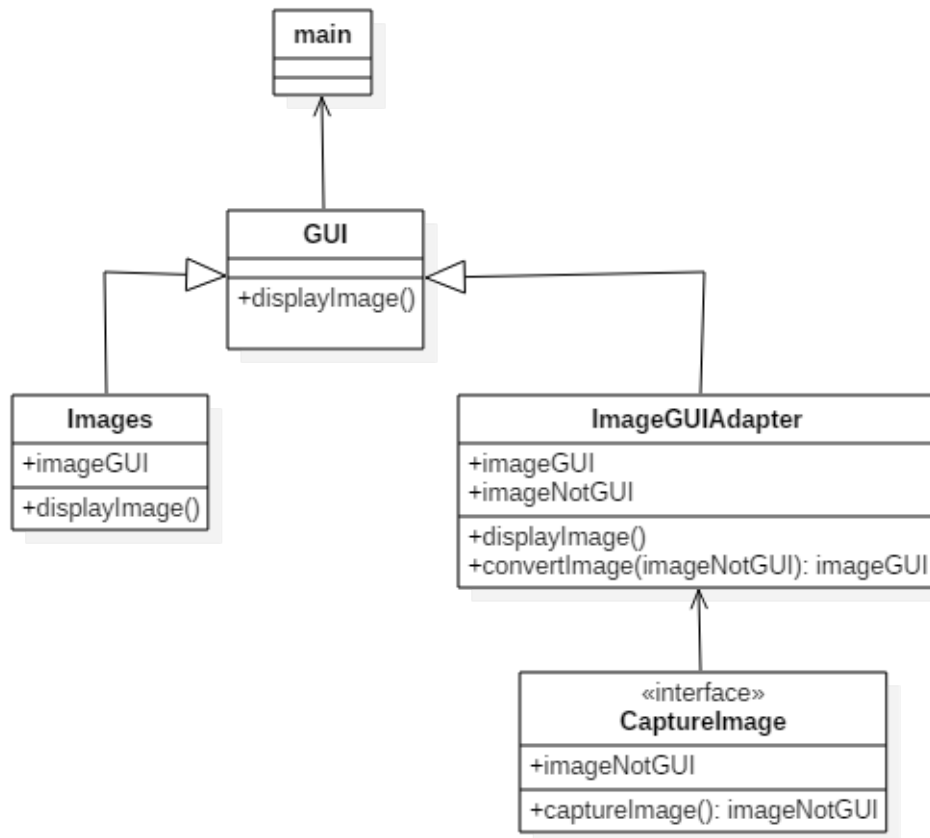 main
GUI
+displayImage()
Images
+imageGUI
+displayImage()
ImageGUIAdapter
+imageGUI
+imageNotGUI
+displayImage()
+convertImage(imageNotGUI): imageGUI
«interface»
CaptureImage
+imageNotGUI
+captureImage(): imageNotGUI